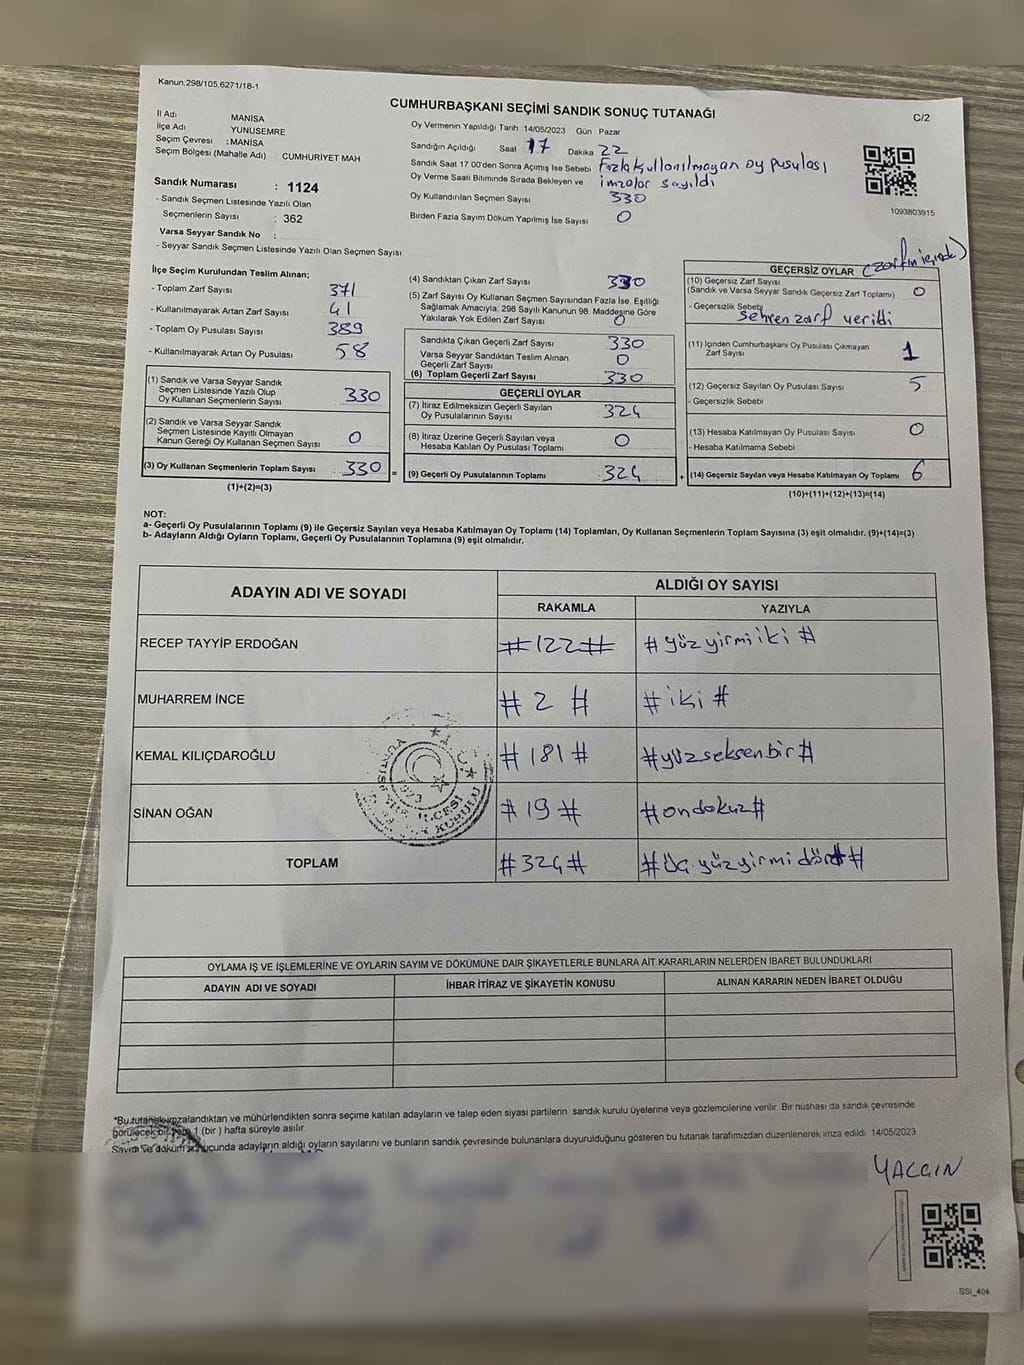 Kanun.298/105.6271/18-1
CUMHURBAŞKANI SEÇİMİ SANDIK SONUÇ TUTANAĞI
C/2
İl Adı MANİSA
İlçe Adı YUNUSEMRE
Seçim Çevresi : MANİSA
Seçim Bölgesi (Mahalle Adı) CUMHURİYET MAH
Sandık Numarası : 1124
- Sandık Seçmen Listesinde Yazılı Olan
Seçmenlerin Sayısı : 362
Varsa Seyyar Sandık No :
- Seyyar Sandık Seçmen Listesinde Yazılı Olan Seçmen Sayısı
Oy Vermenin Yapıldığı Tarih :14/05/2023 Gün : Pazar
Sandığın Açıldığı Saat 17 Dakika 22
Sandık Saat 17:00'den Sonra Açımış İse Sebebi Fazla kullanılmayan oy pusulası
Oy Verme Saati Bitiminde Sırada Bekleyen ve imzalar sayıldı
Oy Kullandırılan Seçmen Sayısı 330
Birden Fazla Sayım Döküm Yapılmış İse Sayısı 0
1093803915
İlçe Seçim Kurulundan Teslim Alınan;
- Toplam Zarf Sayısı 371
- Kullanılmayarak Artan Zarf Sayısı 41
- Toplam Oy Pusulası Sayısı 389
- Kullanılmayarak Artan Oy Pusulası 58
(1) Sandık ve Varsa Seyyar Sandık
Seçmen Listesinde Yazılı Olup
Oy Kullanan Seçmenlerin Sayısı 330
(2) Sandık ve Varsa Seyyar Sandık
Seçmen Listesinde Kayıtlı Olmayan
Kanun Gereği Oy Kullanan Seçmen Sayısı 0
(3) Oy Kullanan Seçmenlerin Toplam Sayısı 330 =
(1)+(2)=(3)
(4) Sandıktan Çıkan Zarf Sayısı 330
(5) Zarf Sayısı Oy Kullanan Seçmen Sayısından Fazla İse, Eşitliği
Sağlamak Amacıyla; 298 Sayılı Kanunun 98. Maddesine Göre
Yakılarak Yok Edilen Zarf Sayısı 0
Sandıkta Çıkan Geçerli Zarf Sayısı 330
Varsa Seyyar Sandıktan Teslim Alınan
Geçerli Zarf Sayısı 0
(6) Toplam Geçerli Zarf Sayısı 330
GEÇERLİ OYLAR
(7) İtiraz Edilmeksizin Geçerli Sayılan
Oy Pusulalarının Sayısı 324
(8) İtiraz Üzerine Geçerli Sayılan veya
Hesaba Katılan Oy Pusulası Toplamı 0
(9) Geçerli Oy Pusulalarının Toplamı 324 +
GEÇERSİZ OYLAR (zarfın içinde)
(10) Geçersiz Zarf Sayısı
(Sandık ve Varsa Seyyar Sandık Geçersiz Zarf Toplamı) 0
- Geçersizlik Sebebi
Sehven zarf verildi
(11) İçinden Cumhurbaşkanı Oy Pusulası Çıkmayan
Zarf Sayısı 1
(12) Geçersiz Sayılan Oy Pusulası Sayısı 5
- Geçersizlik Sebebi
(13) Hesaba Katılmayan Oy Pusulası Sayısı 0
- Hesaba Katılmama Sebebi
(14) Geçersiz Sayılan veya Hesaba Katılmayan Oy Toplamı 6
(10)+(11)+(12)+(13)=(14)
NOT:
a- Geçerli Oy Pusulalarının Toplamı (9) ile Geçersiz Sayılan veya Hesaba Katılmayan Oy Toplamı (14) Toplamları, Oy Kullanan Seçmenlerin Toplam Sayısına (3) eşit olmalıdır. (9)+(14)=(3)
b- Adayların Aldığı Oyların Toplamı, Geçerli Oy Pusulalarının Toplamına (9) eşit olmalıdır.
ADAYIN ADI VE SOYADI ALDIĞI OY SAYISI
RAKAMLA YAZIYLA
RECEP TAYYİP ERDOĞAN #122# # yüz yirmi iki #
MUHARREM İNCE # 2 # # iki #
KEMAL KILIÇDAROĞLU # 181 # #yüz seksen bir#
SİNAN OĞAN # 19 # #on dokuz#
TOPLAM #324# #üç yüz yirmi dört#
T.C.
1923
OYLAMA İŞ VE İŞLEMLERİNE VE OYLARIN SAYIM VE DÖKÜMÜNE DAİR ŞİKAYETLERLE BUNLARA AİT KARARLARIN NELERDEN İBARET BULUNDUKLARI
ADAYIN ADI VE SOYADI İHBAR İTİRAZ VE ŞİKAYETİN KONUSU ALINAN KARARIN NEDEN İBARET OLDUĞU
*Bu tutanak imzalandıktan ve mühürlendikten sonra seçime katılan adayların ve talep eden siyasi partilerin sandık kurulu üyelerine veya gözlemcilerine verilir. Bir nüshası da sandık çevresinde
görülecek bir yere 1 (bir ) hafta süreyle asılır.
Sayım ve döküm sonucunda adayların aldığı oyların sayılarını ve bunların sandık çevresinde bulunanlara duyurulduğunu gösteren bu tutanak tarafımızdan düzenlenerek imza edildi. 14/05/2023
YALÇIN
SSI_404